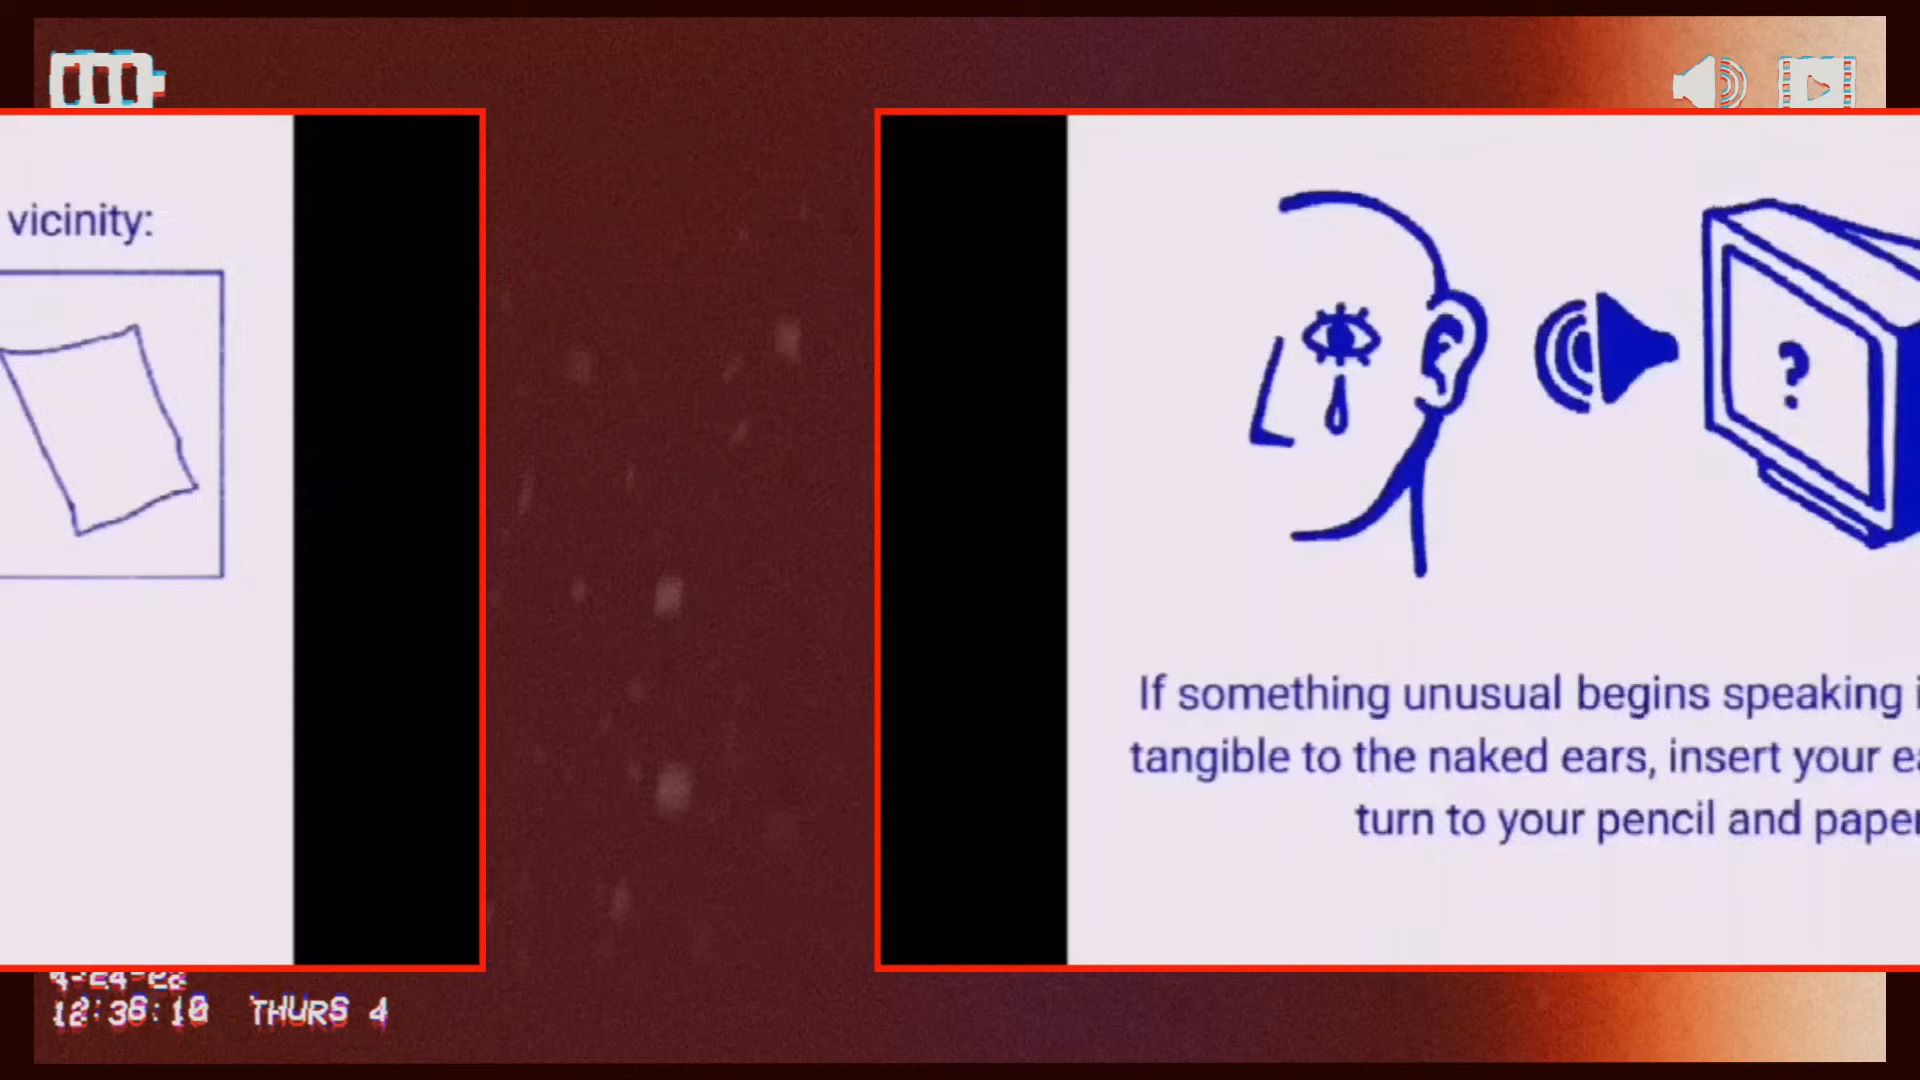 vicinity:
?
If something unusual begins speaking
tangible to the naked ears, insert your
turn to your pencil and paper
12:36:10 THURS 4